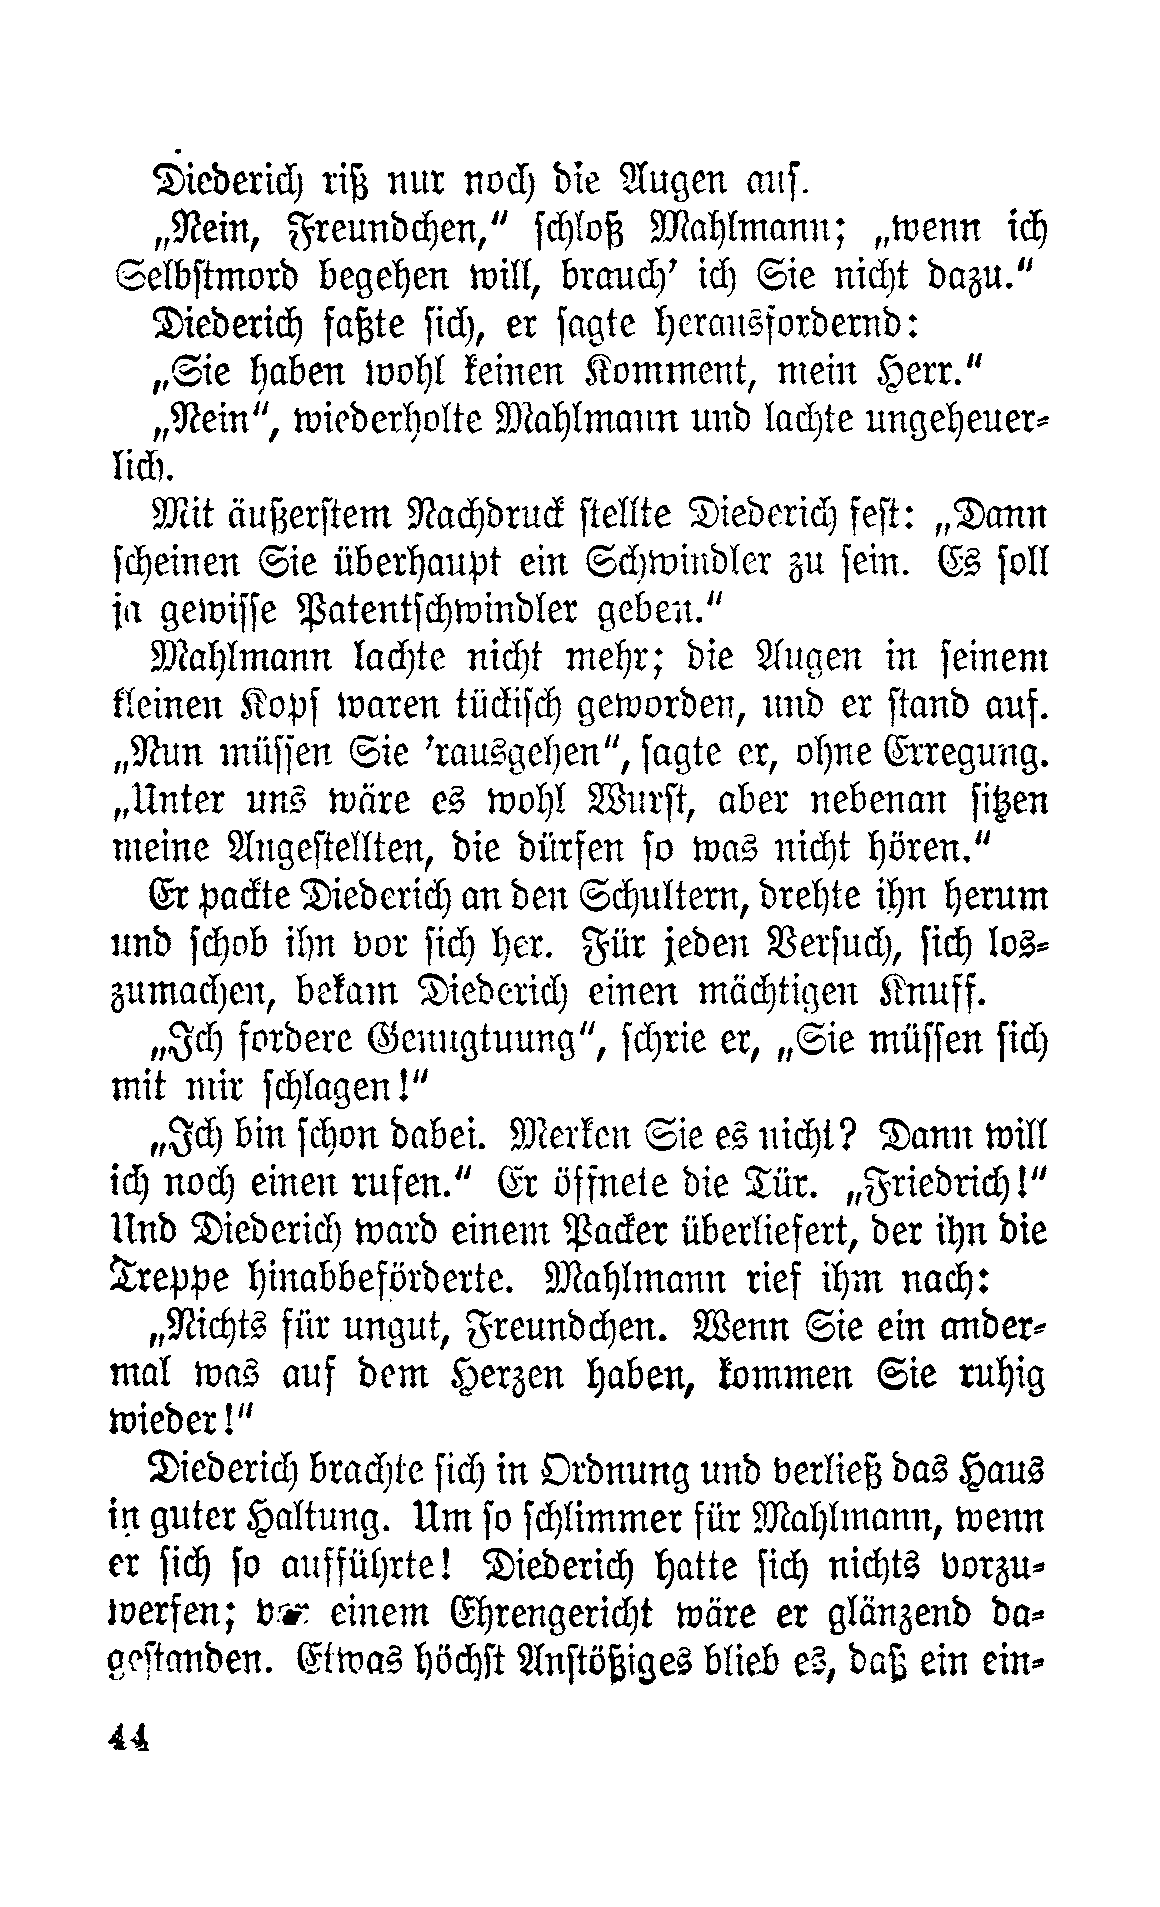 Diederich riß nur noch die Augen auf.
„Nein, Freundchen,“ schloß Mahlmann; „wenn ich
Selbstmord begehen will, brauch’ ich Sie nicht dazu.“
Diederich faßte sich, er sagte herausfordernd:
„Sie haben wohl keinen Komment, mein Herr.“
„Nein“, wiederholte Mahlmann und lachte ungeheuer-
lich.
Mit äußerstem Nachdruck stellte Diederich fest: „Dann
scheinen Sie überhaupt ein Schwindler zu sein. Es soll
ja gewisse Patentschwindler geben.“
Mahlmann lachte nicht mehr; die Augen in seinem
kleinen Kopf waren tückisch geworden, und er stand auf.
„Nun müssen Sie ’rausgehen“, sagte er, ohne Erregung.
„Unter uns wäre es wohl Wurst, aber nebenan sitzen
meine Angestellten, die dürfen so was nicht hören.“
Er packte Diederich an den Schultern, drehte ihn herum
und schob ihn vor sich her. Für jeden Versuch, sich los-
zumachen, bekam Diederich einen mächtigen Knuff.
„Ich fordere Genugtuung“, schrie er, „Sie müssen sich
mit mir schlagen!“
„Ich bin schon dabei. Merken Sie es nicht? Dann will
ich noch einen rufen.“ Er öffnete die Tür. „Friedrich!“
Und Diederich ward einem Packer überliefert, der ihn die
Treppe hinabbeförderte. Mahlmann rief ihm nach:
„Nichts für ungut, Freundchen. Wenn Sie ein ander-
mal was auf dem Herzen haben, kommen Sie ruhig
wieder!“
Diederich brachte sich in Ordnung und verließ das Haus
in guter Haltung. Um so schlimmer für Mahlmann, wenn
er sich so aufführte! Diederich hatte sich nichts vorzu-
werfen; vor einem Ehrengericht wäre er glänzend da-
gestanden. Etwas höchst Anstößiges blieb es, daß ein ein-
44